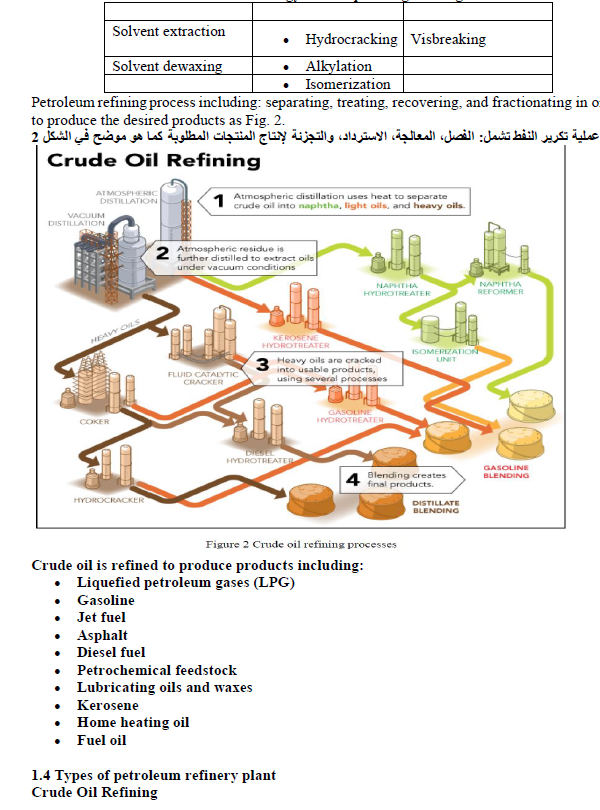 Solvent extraction
• Hydrocracking
Visbreaking
Solvent dewaxing
• Alkylation
• Isomerization
Petroleum refining process including: separating, treating, recovering, and fractionating in o
to produce the desired products as Fig. 2.
عملية تكرير النفط تشمل: الفصل، المعالجة، الاسترداد، والتجزئة لإنتاج المنتجات المطلوبة كما هو موضح في الشكل 2
Crude Oil Refining
ATMOSPHERIC
DISTILLATION
1 Atmospheric distillation uses heat to separate
crude oil into naphtha, light oils, and heavy oils.
VACUUM
DISTILLATION
2 Atmospheric residue is
further distilled to extract oils
under vacuum conditions
NAPHTHA
HYDROTREATER
NAPHTHA
REFORMER
HEAVY OILS
KEROSENE
HYDROTREATER
ISOMERIZATION
UNIT
FLUID CATALYTIC
CRACKER
3 Heavy oils are cracked
into usable products,
using several processes
COKER
GASOLINE
HYDROTREATER
DIESEL
HYDROTREATER
GASOLINE
BLENDING
HYDROCRACKER
4 Blending creates
final products.
DISTILLATE
BLENDING
Figure 2 Crude oil refining processes
Crude oil is refined to produce products including:
• Liquefied petroleum gases (LPG)
• Gasoline
• Jet fuel
• Asphalt
• Diesel fuel
• Petrochemical feedstock
• Lubricating oils and waxes
• Kerosene
• Home heating oil
• Fuel oil
1.4 Types of petroleum refinery plant
Crude Oil Refining